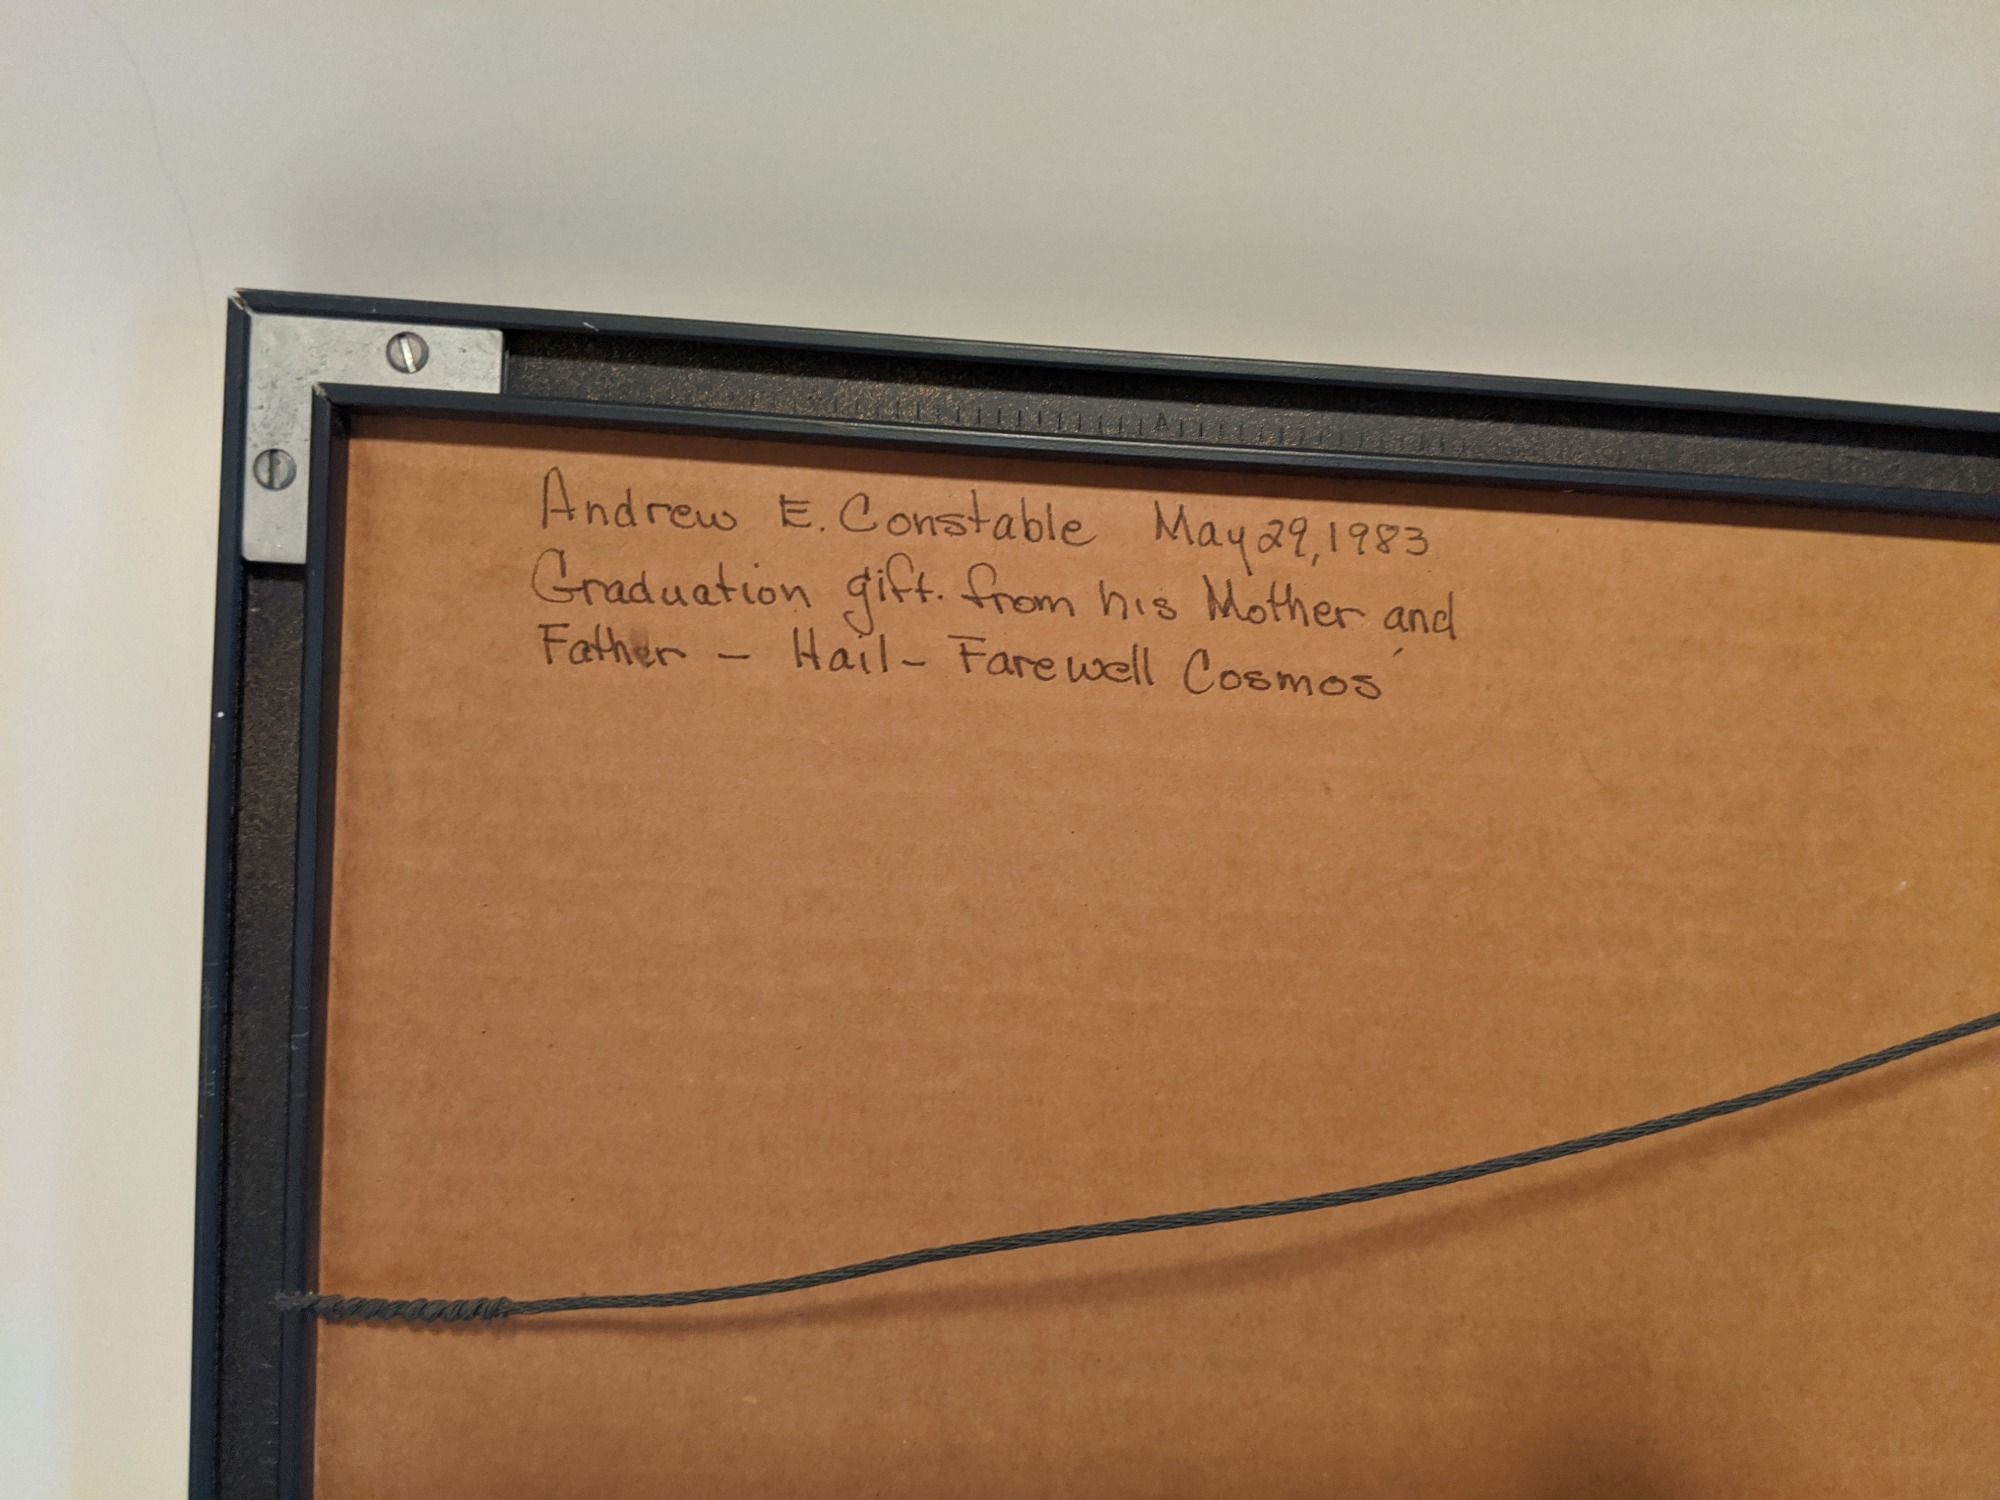 Andrew E. Constable May 29, 1983
Graduation gift. from his Mother and
Father - Hail - Farewell Cosmos